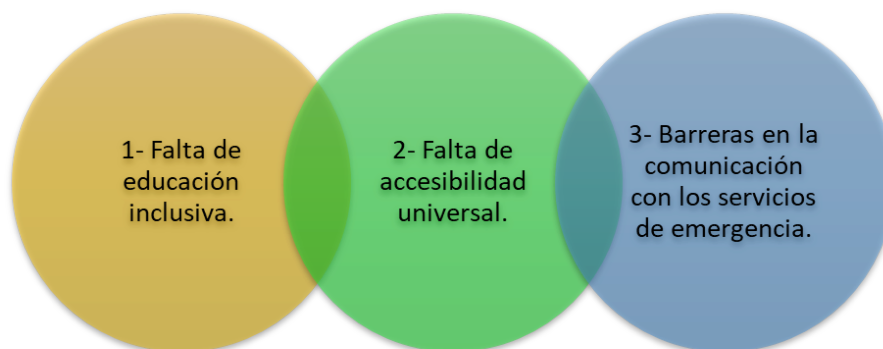 1- Falta de
educación
inclusiva.
2- Falta de
accesibilidad
universal.
3- Barreras en la
comunicación
con los servicios
de emergencia.